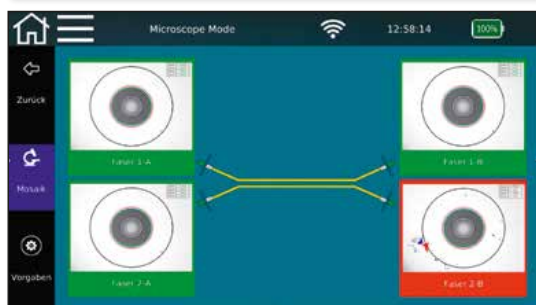 Microscope Mode
12:58:14
100%
Zurück
Mosaik
Vorgaben
Faser 1-A
Faser 1-B
Faser 2-A
Faser 2-B